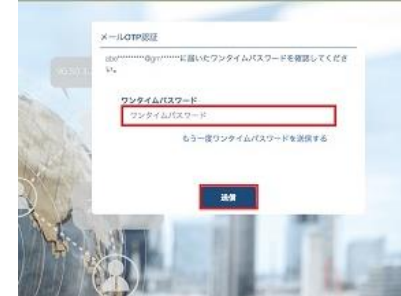 メールOTP認証
abe**********@gm******に届いたワンタイムパスワードを確認してくださ
い。
ワンタイムパスワード
ワンタイムパスワード
もう一度ワンタイムパスワードを送信する
送信